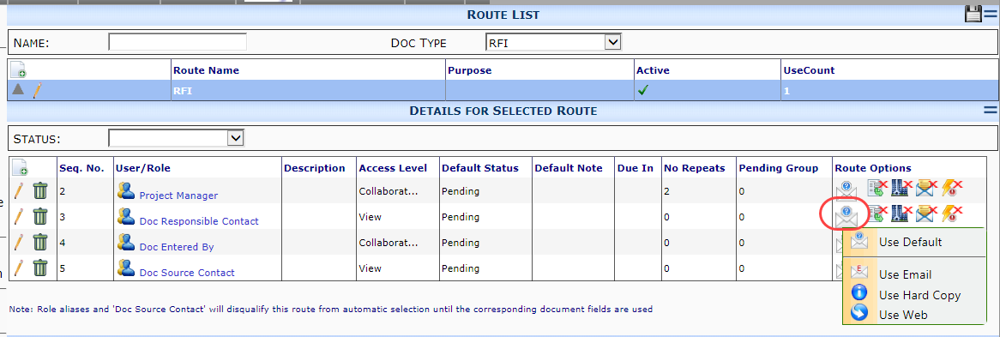 ROUTE LIST
NAME: DOC TYPE RFI
Route Name Purpose Active UseCount
RFI 1
DETAILS FOR SELECTED ROUTE
STATUS:
Seq. No. User/Role Description Access Level Default Status Default Note Due In No Repeats Pending Group Route Options
2 Project Manager Collaborat... Pending 2 0
3 Doc Responsible Contact View Pending 0 0
4 Doc Entered By Collaborat... Pending 0 0
5 Doc Source Contact View Pending 0 0
Use Default
E Use Email
Use Hard Copy
Use Web
Note: Role aliases and 'Doc Source Contact' will disqualify this route from automatic selection until the corresponding document fields are used